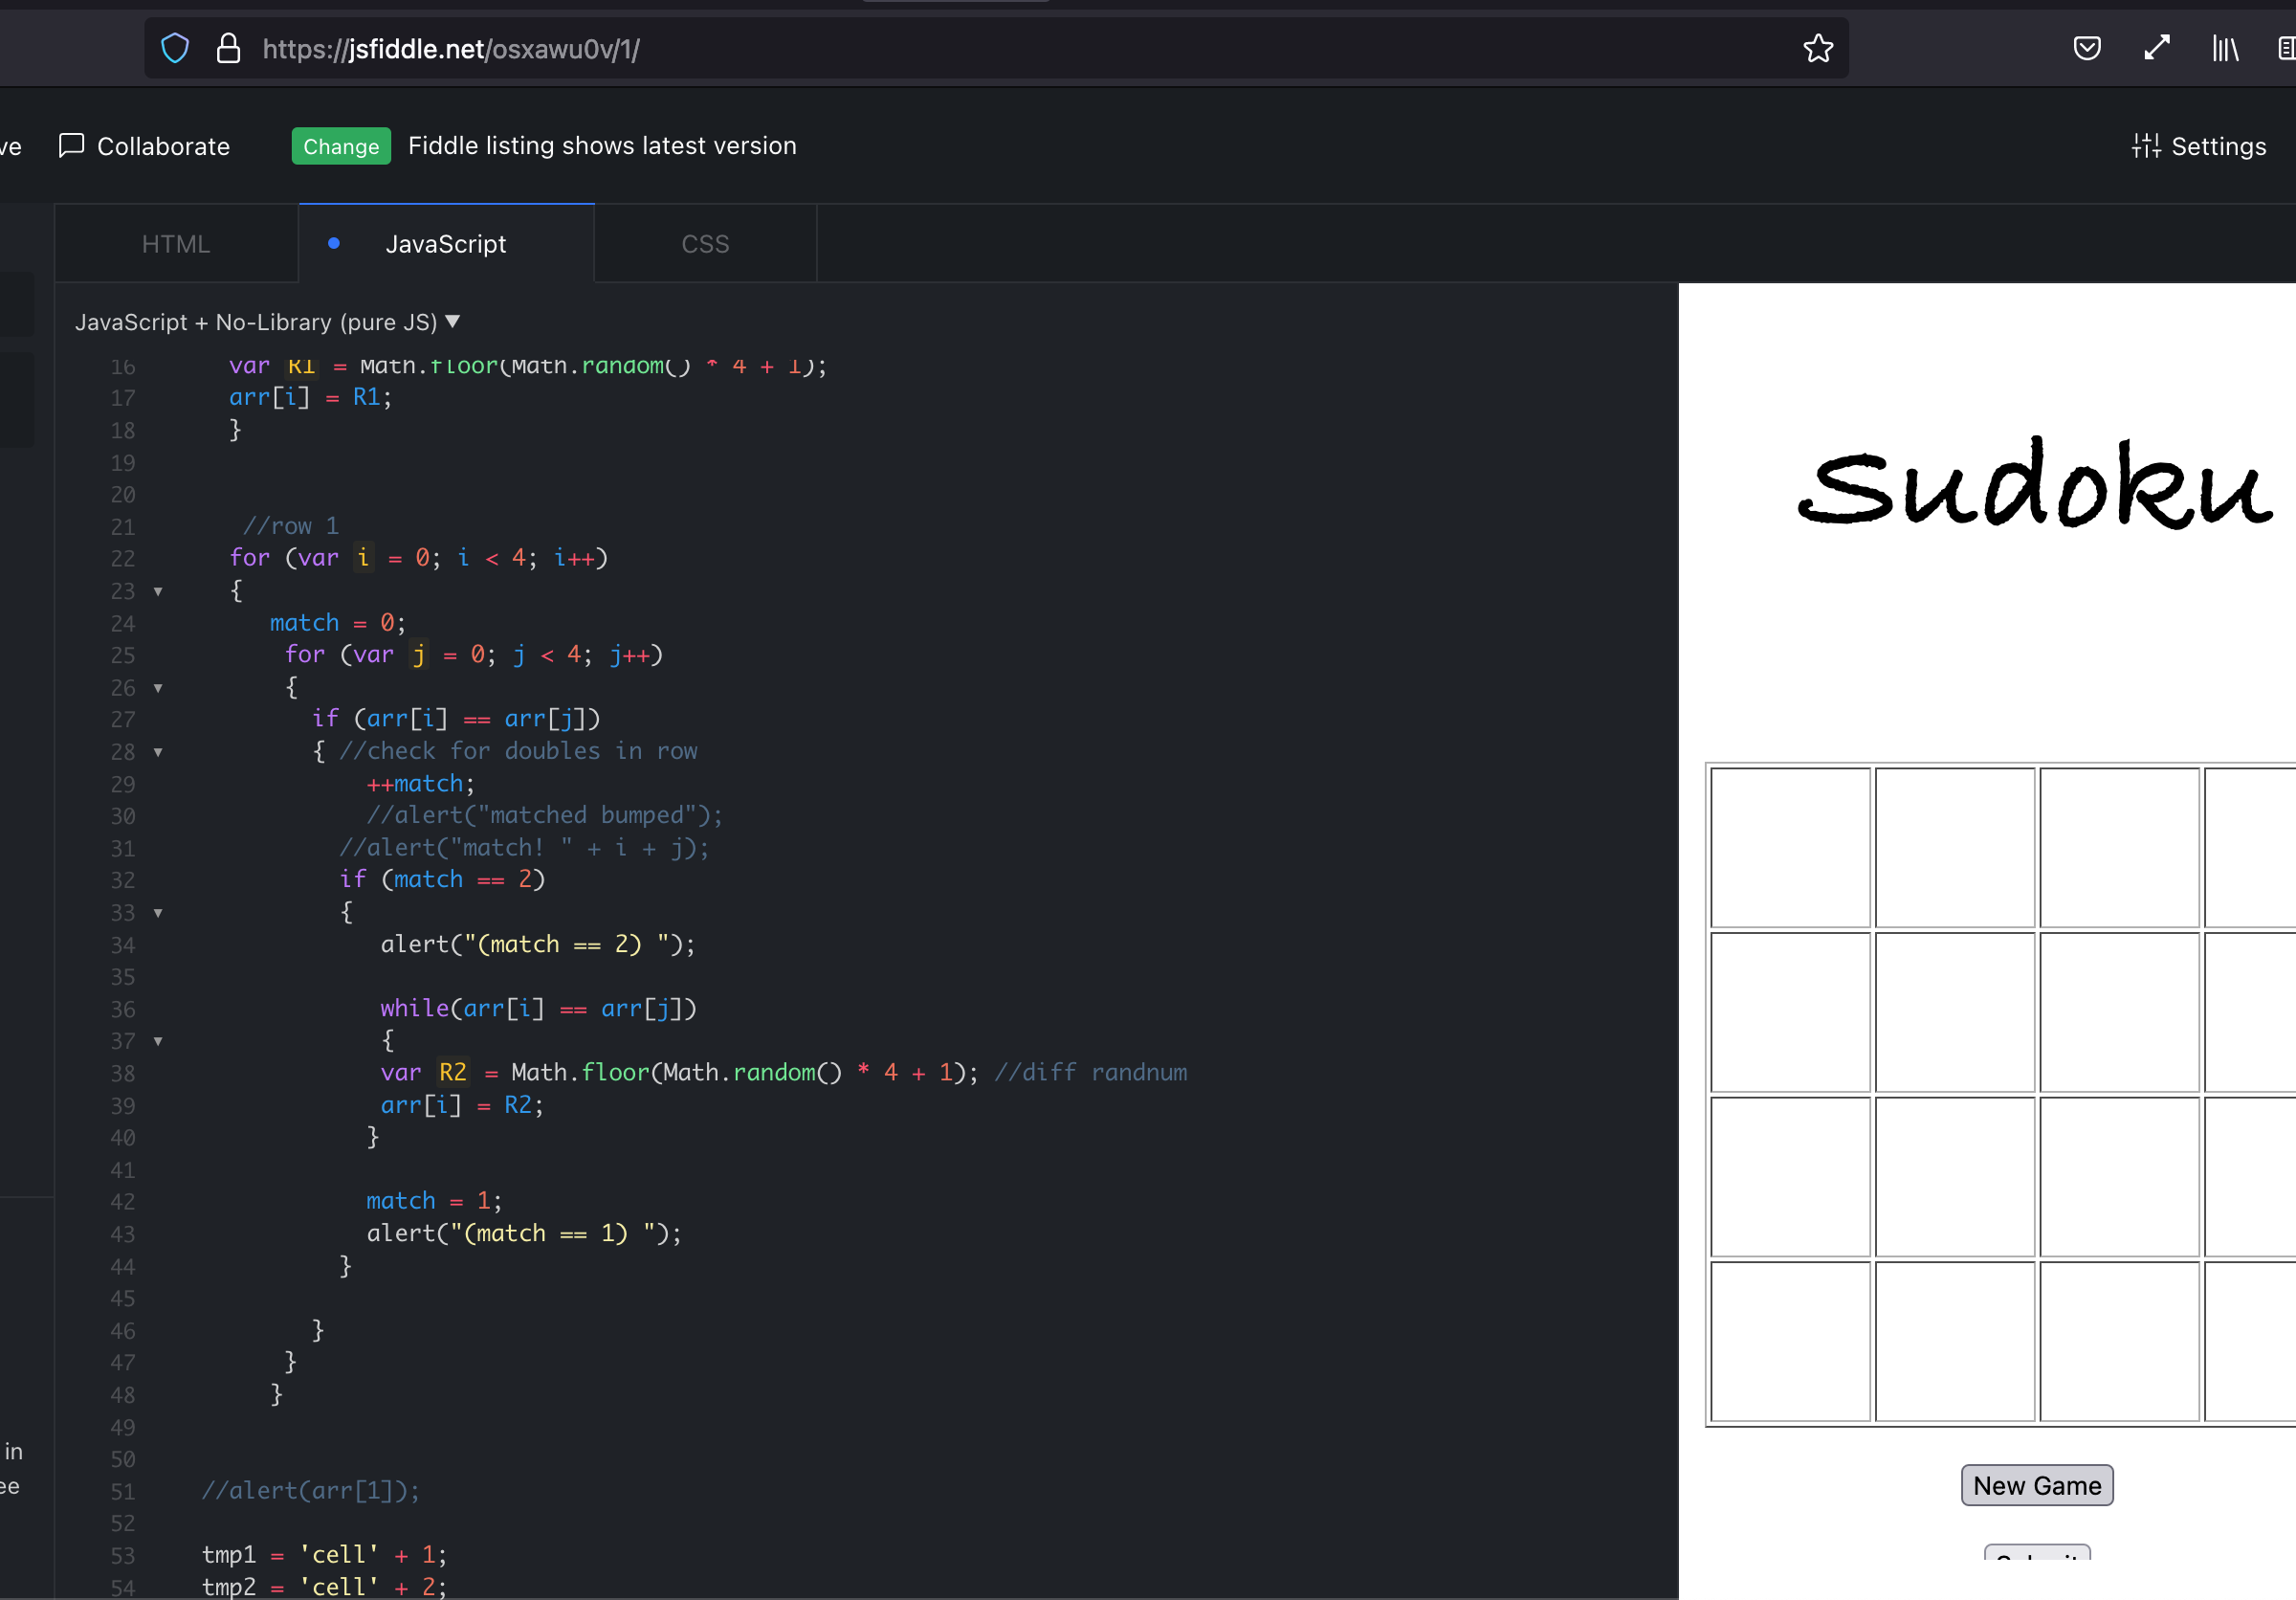 https://jsfiddle.net/osxawu0v/1/
ve Collaborate Change Fiddle listing shows latest version Settings
HTML JavaScript CSS
JavaScript + No-Library (pure JS) ▼
16 var R1 = Math.floor(Math.random() * 4 + 1);
17 arr[i] = R1;
18 }
19
20
21 //row 1
22 for (var i = 0; i < 4; i++)
23 {
24 match = 0;
25 for (var j = 0; j < 4; j++)
26 {
27 if (arr[i] == arr[j])
28 { //check for doubles in row
29 ++match;
30 //alert("matched bumped");
31 //alert("match! " + i + j);
32 if (match == 2)
33 {
34 alert("(match == 2) ");
35
36 while(arr[i] == arr[j])
37 {
38 var R2 = Math.floor(Math.random() * 4 + 1); //diff randnum
39 arr[i] = R2;
40 }
41
42 match = 1;
43 alert("(match == 1) ");
44 }
45
46 }
47 }
48 }
49
50
51 //alert(arr[1]);
52
53 tmp1 = 'cell' + 1;
54 tmp2 = 'cell' + 2;
in
ee
Sudoku
New Game
Submit